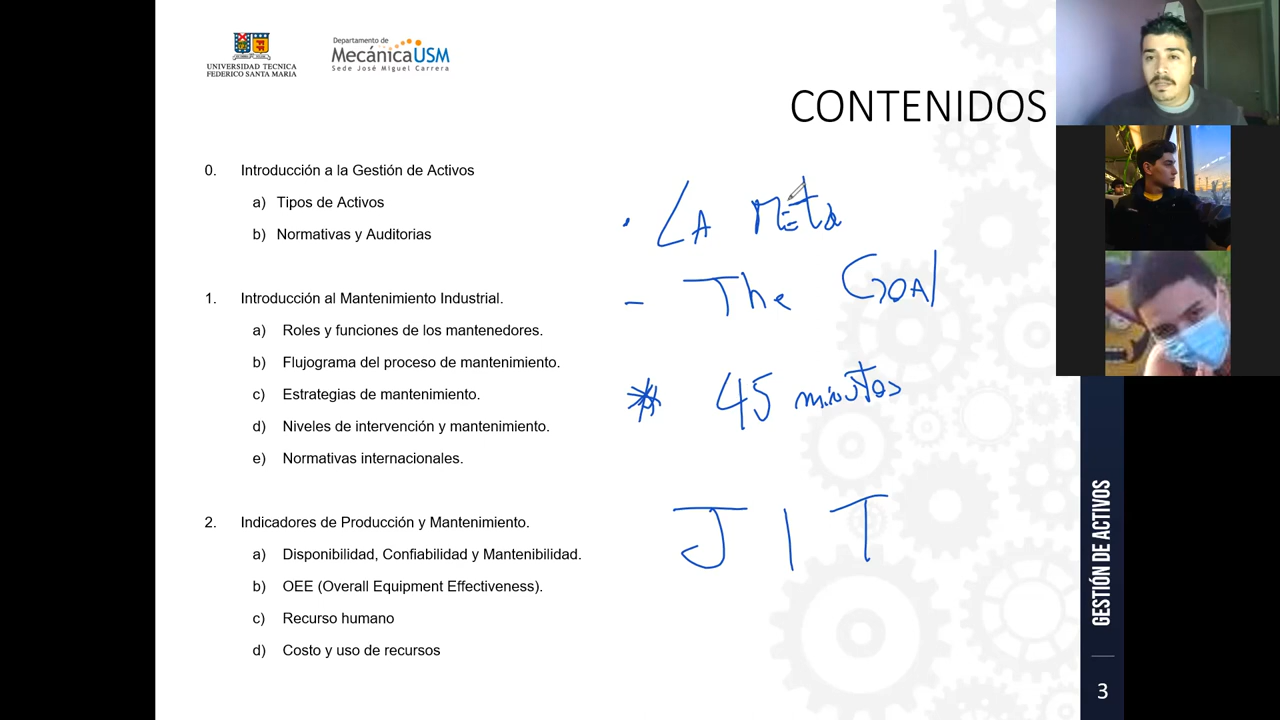 UNIVERSIDAD TECNICA
FEDERICO SANTA MARIA
Departamento de
MecánicaUSM
Sede José Miguel Carrera
CONTENIDOS
0. Introducción a la Gestión de Activos
a) Tipos de Activos
b) Normativas y Auditorias
1. Introducción al Mantenimiento Industrial.
a) Roles y funciones de los mantenedores.
b) Flujograma del proceso de mantenimiento.
c) Estrategias de mantenimiento.
d) Niveles de intervención y mantenimiento.
e) Normativas internacionales.
2. Indicadores de Producción y Mantenimiento.
a) Disponibilidad, Confiabilidad y Mantenibilidad.
b) OEE (Overall Equipment Effectiveness).
c) Recurso humano
d) Costo y uso de recursos
· LA META
- The GOAl
* 45 minutos
J I T
GESTIÓN DE ACTIVOS
3